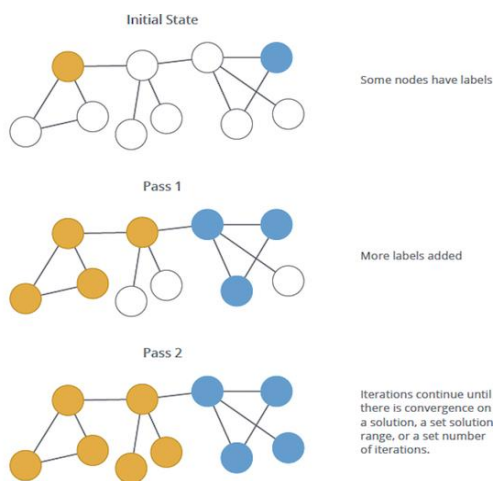 Initial State
Some nodes have labels
Pass 1
More labels added
Pass 2
Iterations continue until
there is convergence on
a solution, a set solution
range, or a set number
of iterations.